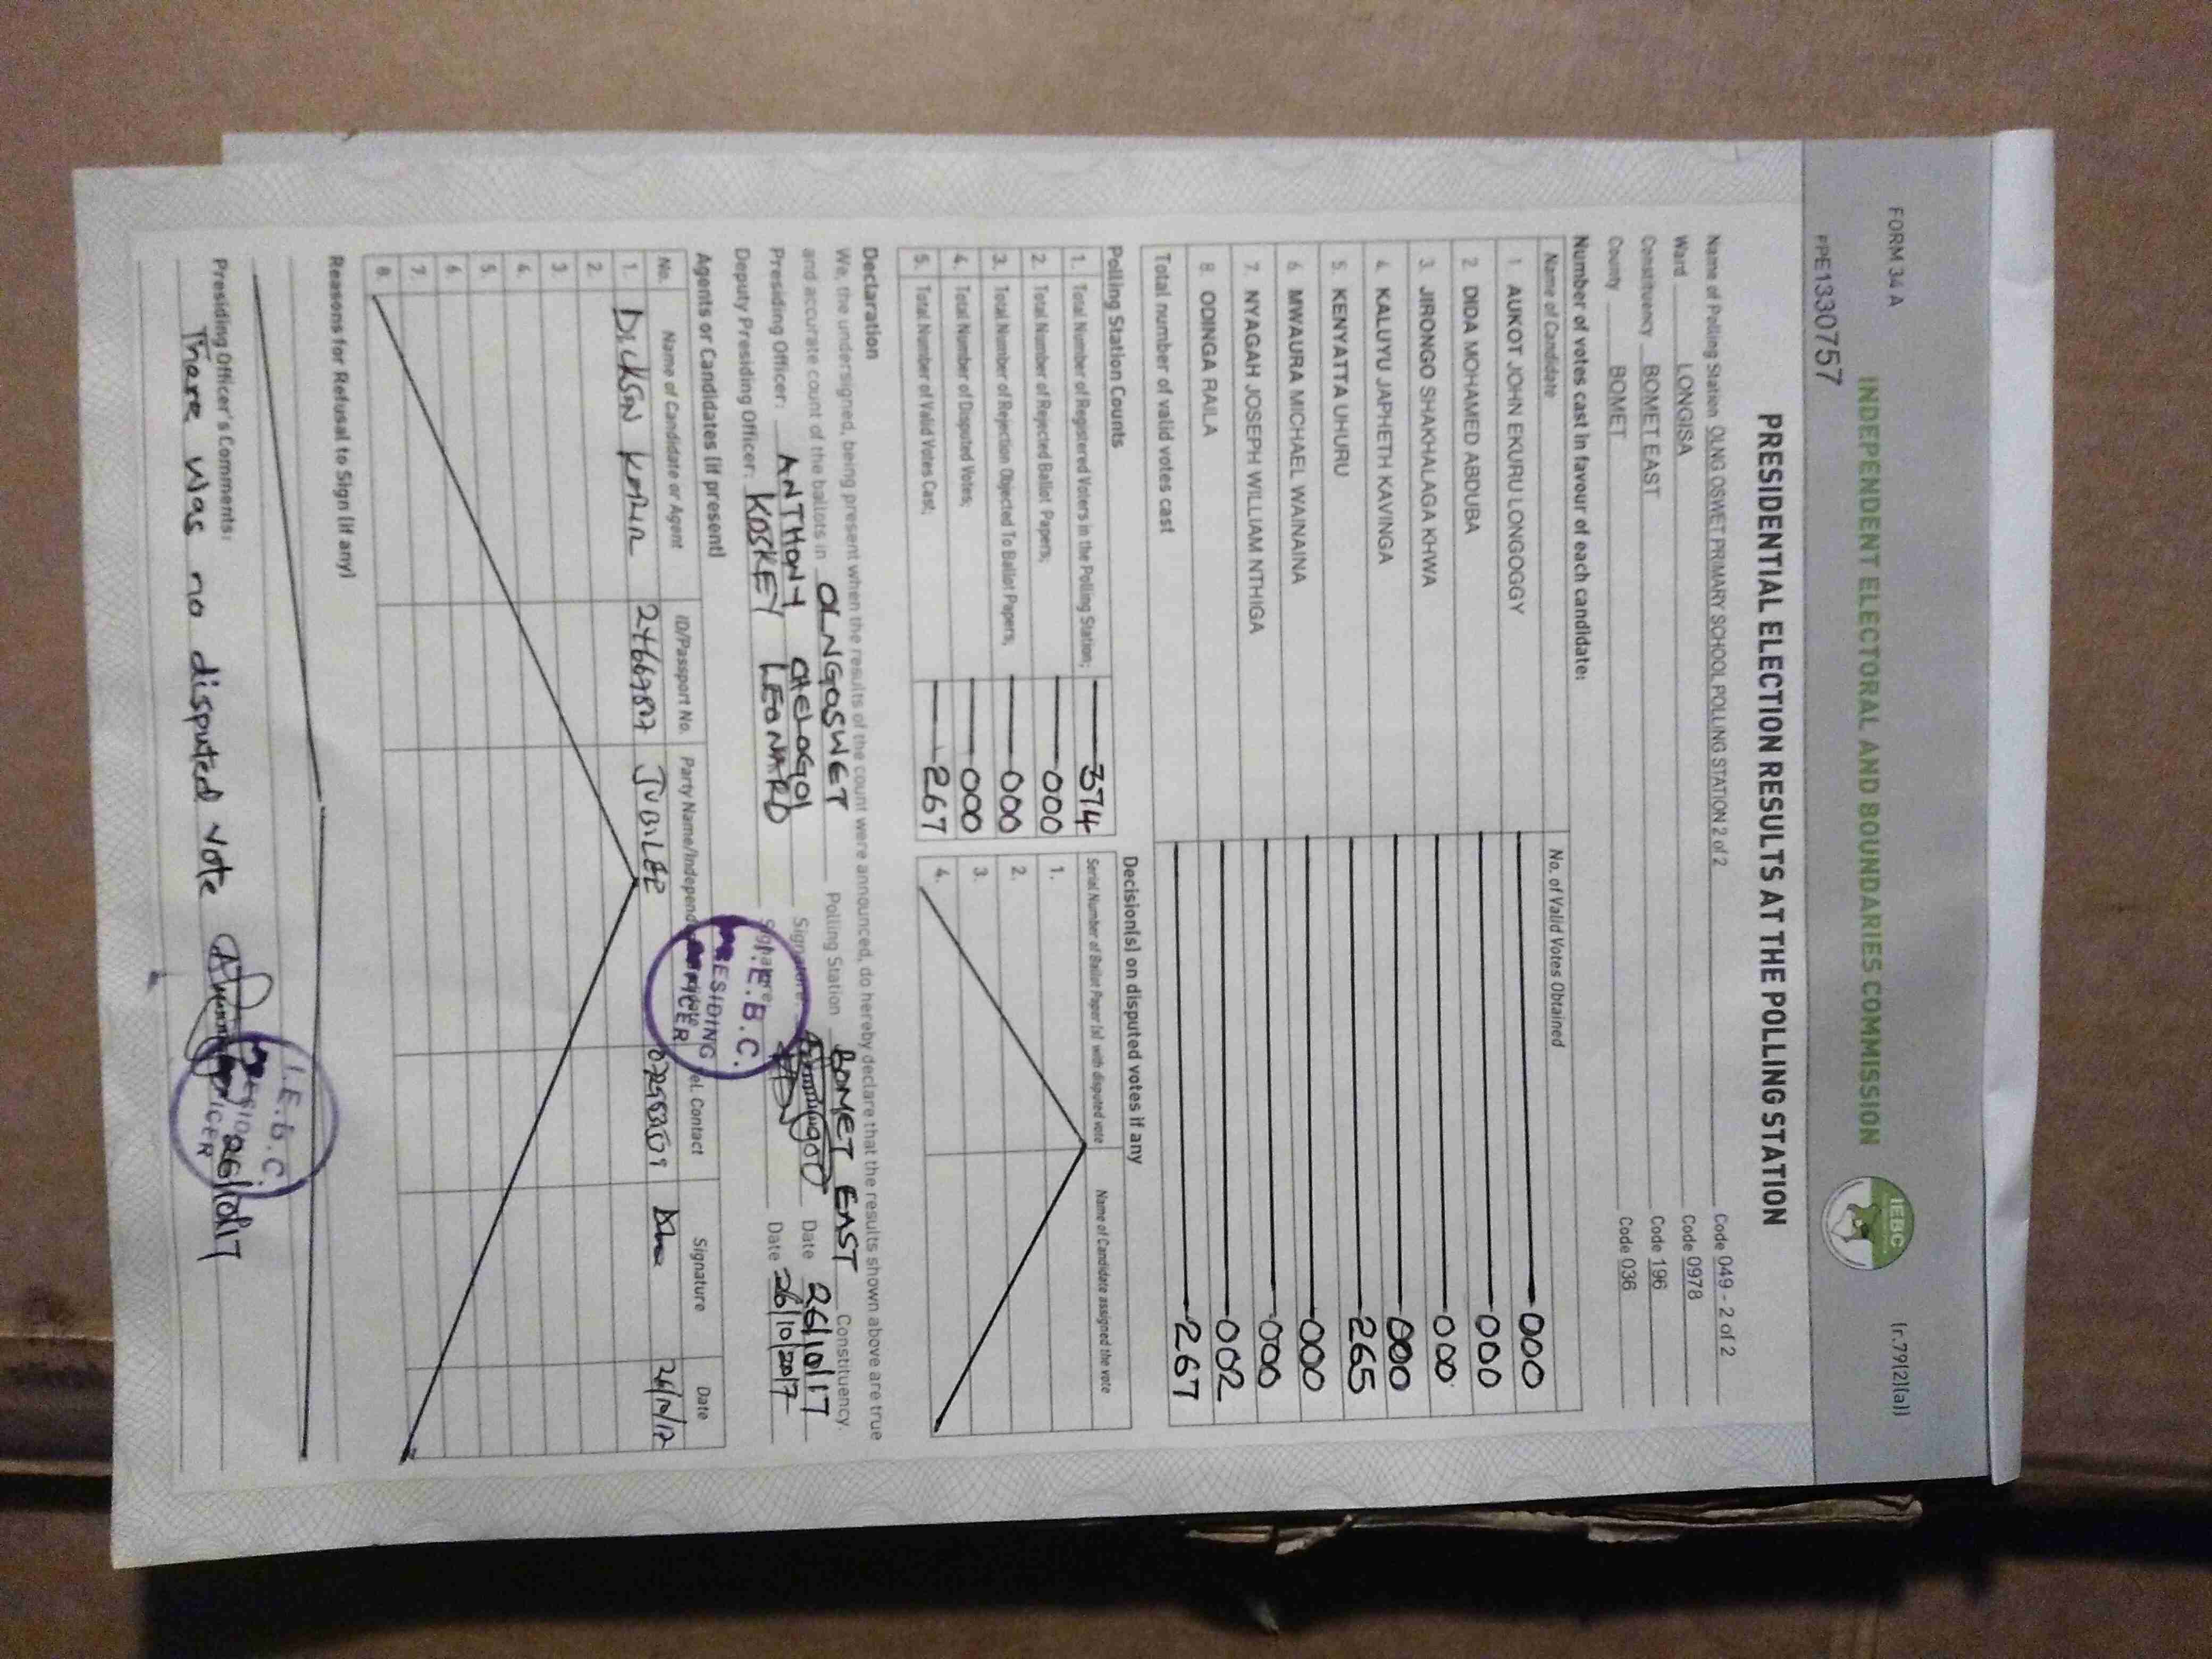 FORM 34 A
(r.79(2)(a))
INDEPENDENT ELECTORAL AND BOUNDARIES COMMISSION
IEBC
PPE1330757
PRESIDENTIAL ELECTION RESULTS AT THE POLLING STATION
Name of Polling Station OLNG OSWET PRIMARY SCHOOL POLLING STATION 2 of 2 Code 049 - 2 of 2
Ward LONGISA Code 0978
Constituency BOMET EAST Code 196
County BOMET Code 036
Number of votes cast in favour of each candidate:
Name of Candidate No. of Valid Votes Obtained
1. AUKOT JOHN EKURU LONGOGGY 000
2. DIDA MOHAMED ABDUBA 000
3. JIRONGO SHAKHALAGA KHWA 000
4. KALUYU JAPHETH KAVINGA 000
5. KENYATTA UHURU 265
6. MWAURA MICHAEL WAINAINA 000
7. NYAGAH JOSEPH WILLIAM NTHIGA 000
8. ODINGA RAILA 002
Total number of valid votes cast 267
Polling Station Counts
1. Total Number of Registered Voters in the Polling Station; 374
2. Total Number of Rejected Ballot Papers; 000
3. Total Number of Rejection Objected To Ballot Papers; 000
4. Total Number of Disputed Votes; 000
5. Total Number of Valid Votes Cast; 267
Decision(s) on disputed votes if any
Serial Number of Ballot Paper (s) with disputed vote Name of Candidate assigned the vote
1.
2.
3.
4.
Declaration
We, the undersigned, being present when the results of the count were announced, do hereby declare that the results shown above are true
and accurate count of the ballots in OLNGOSWET Polling Station BOMET EAST Constituency.
Presiding Officer: ANTHONY CHELOGOI Signature: Date 26/10/17
Deputy Presiding Officer: KOSKEY LEONARD Signature: Date 26/10/2017
I.E.B.C.
PRESIDING
OFFICER
Agents or Candidates (if present)
No. Name of Candidate or Agent ID/Passport No. Party Name/Independent Candidate Tel. Contact Signature Date
1. DICKSON JUBILEE 26/10/17
2.
3.
4.
5.
6.
7.
8.
Reasons for Refusal to Sign (if any)
Presiding Officer's Comments:
There was no disputed vote 26/10/17
I.E.B.C.
OFFICER